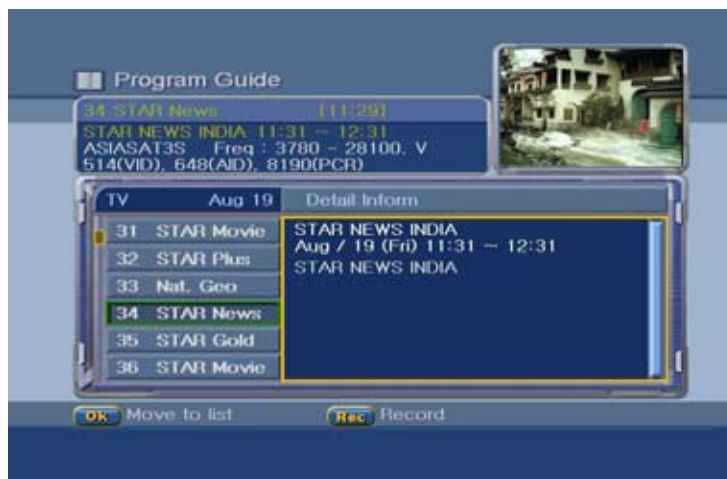 Program Guide
34 STAR News [11:29]
STAR NEWS INDIA 11:31 ~ 12:31
ASIASAT3S Freq : 3780 - 28100. V
514(VID), 648(AID), 8190(PCR)
TV Aug 19 Detail Inform
31 STAR Movie
32 STAR Plus
33 Nat. Geo
34 STAR News
35 STAR Gold
36 STAR Movie
STAR NEWS INDIA
Aug / 19 (Fri) 11:31 ~ 12:31
STAR NEWS INDIA
Ok Move to list Rec Record